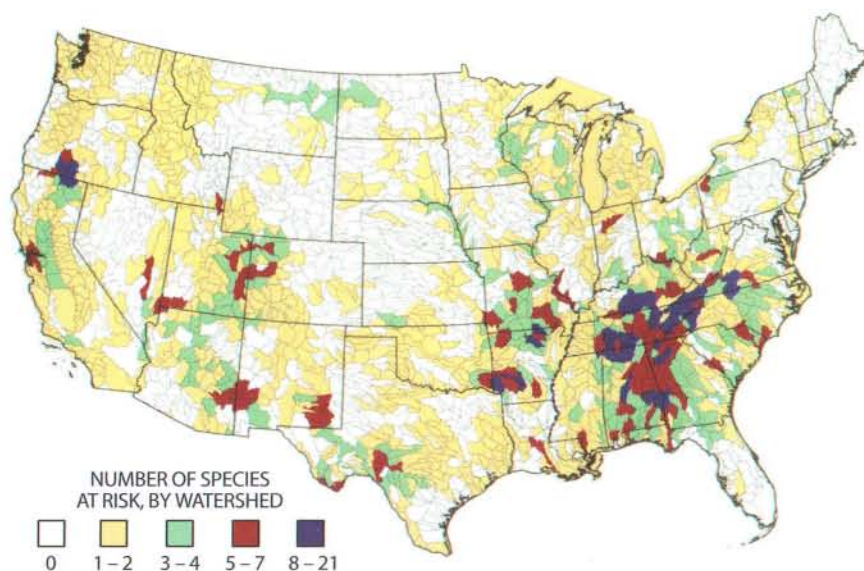 NUMBER OF SPECIES
AT RISK, BY WATERSHED
0 1 – 2 3 – 4 5 – 7 8 – 21